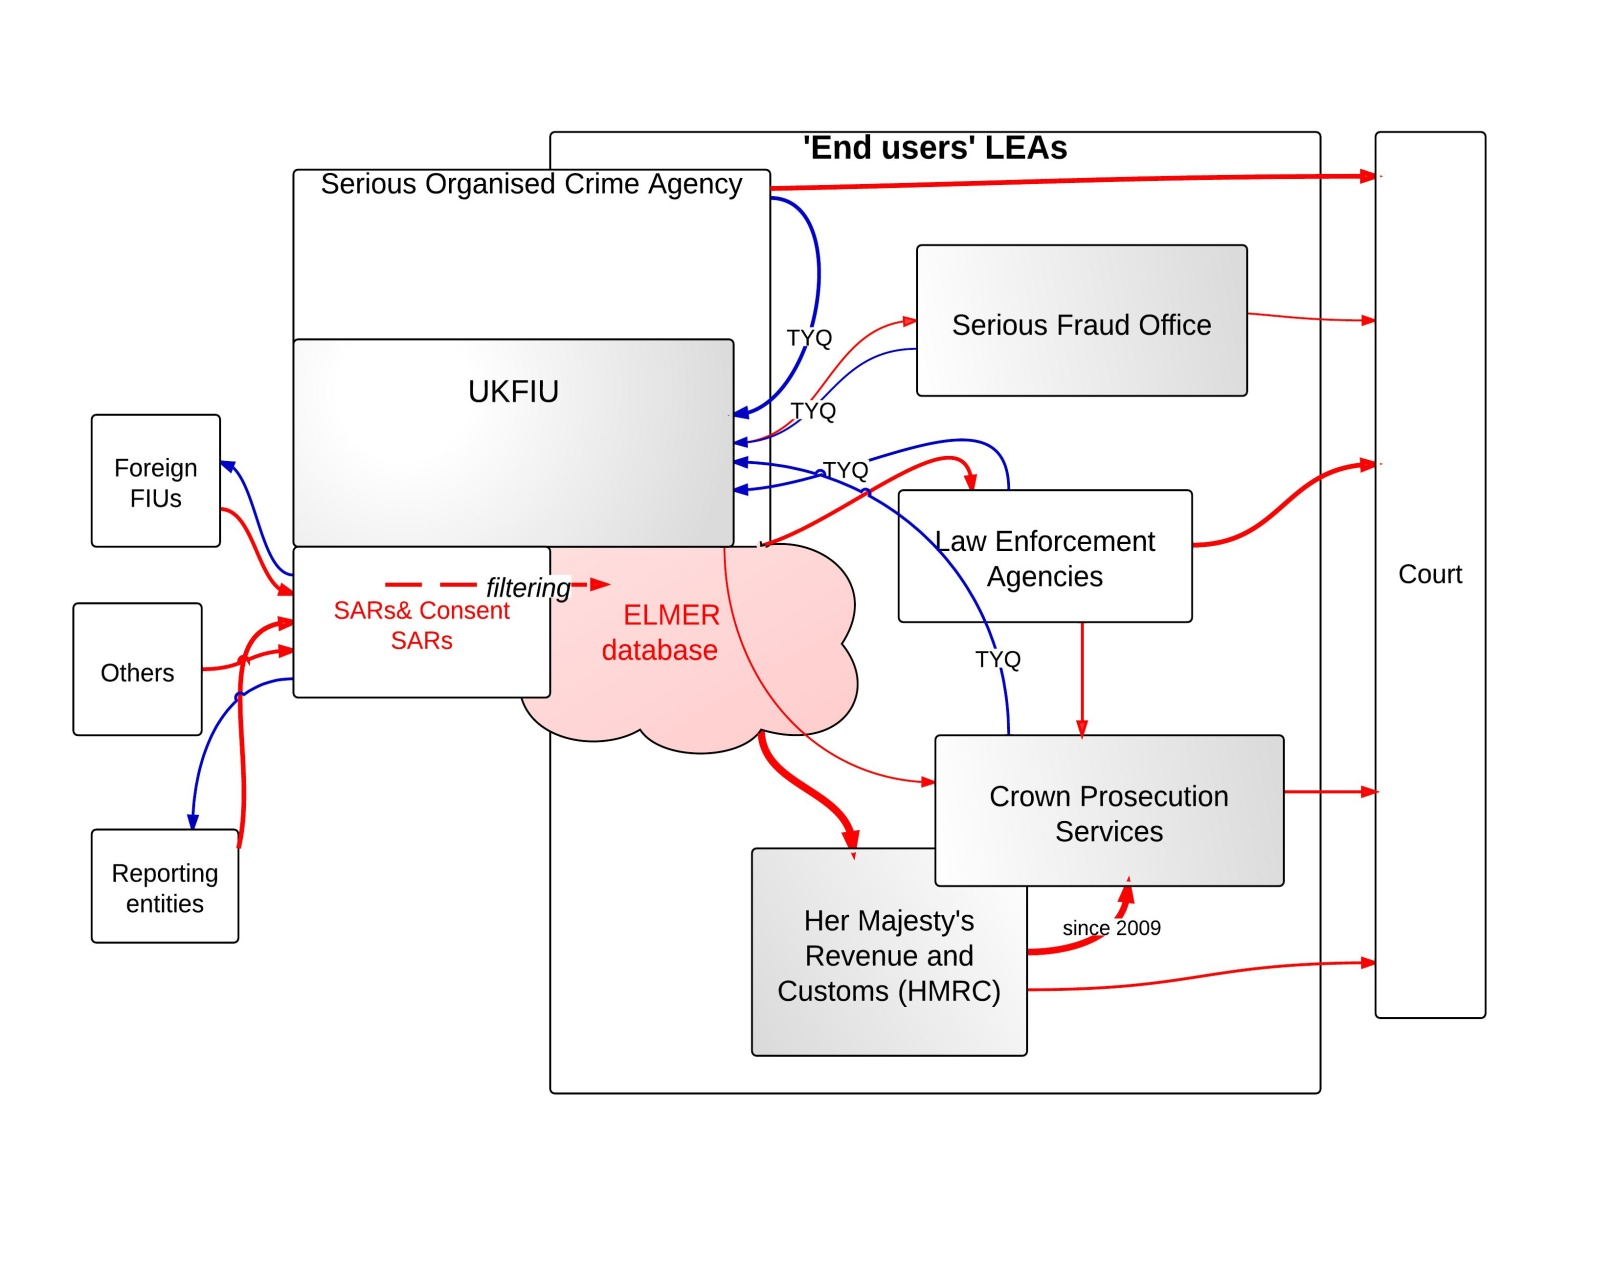 'End users' LEAs
Serious Organised Crime Agency
TYQ
Serious Fraud Office
UKFIU
TYQ
Foreign
FIUs
TYQ
Law Enforcement
Agencies
Court
filtering
SARs& Consent
SARs
ELMER
database
Others
TYQ
Crown Prosecution
Services
Reporting
entities
Her Majesty's
Revenue and
Customs (HMRC)
since 2009